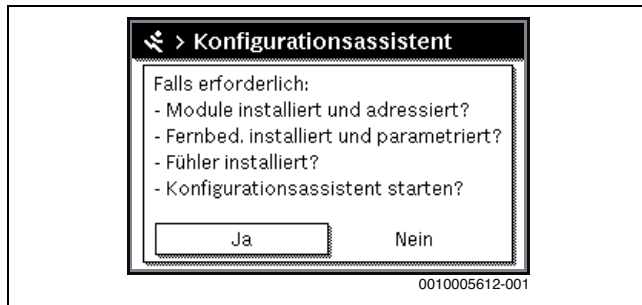 > Konfigurationsassistent
Falls erforderlich:
- Module installiert und adressiert?
- Fernbed. installiert und parametriert?
- Fühler installiert?
- Konfigurationsassistent starten?
Ja Nein
0010005612-001